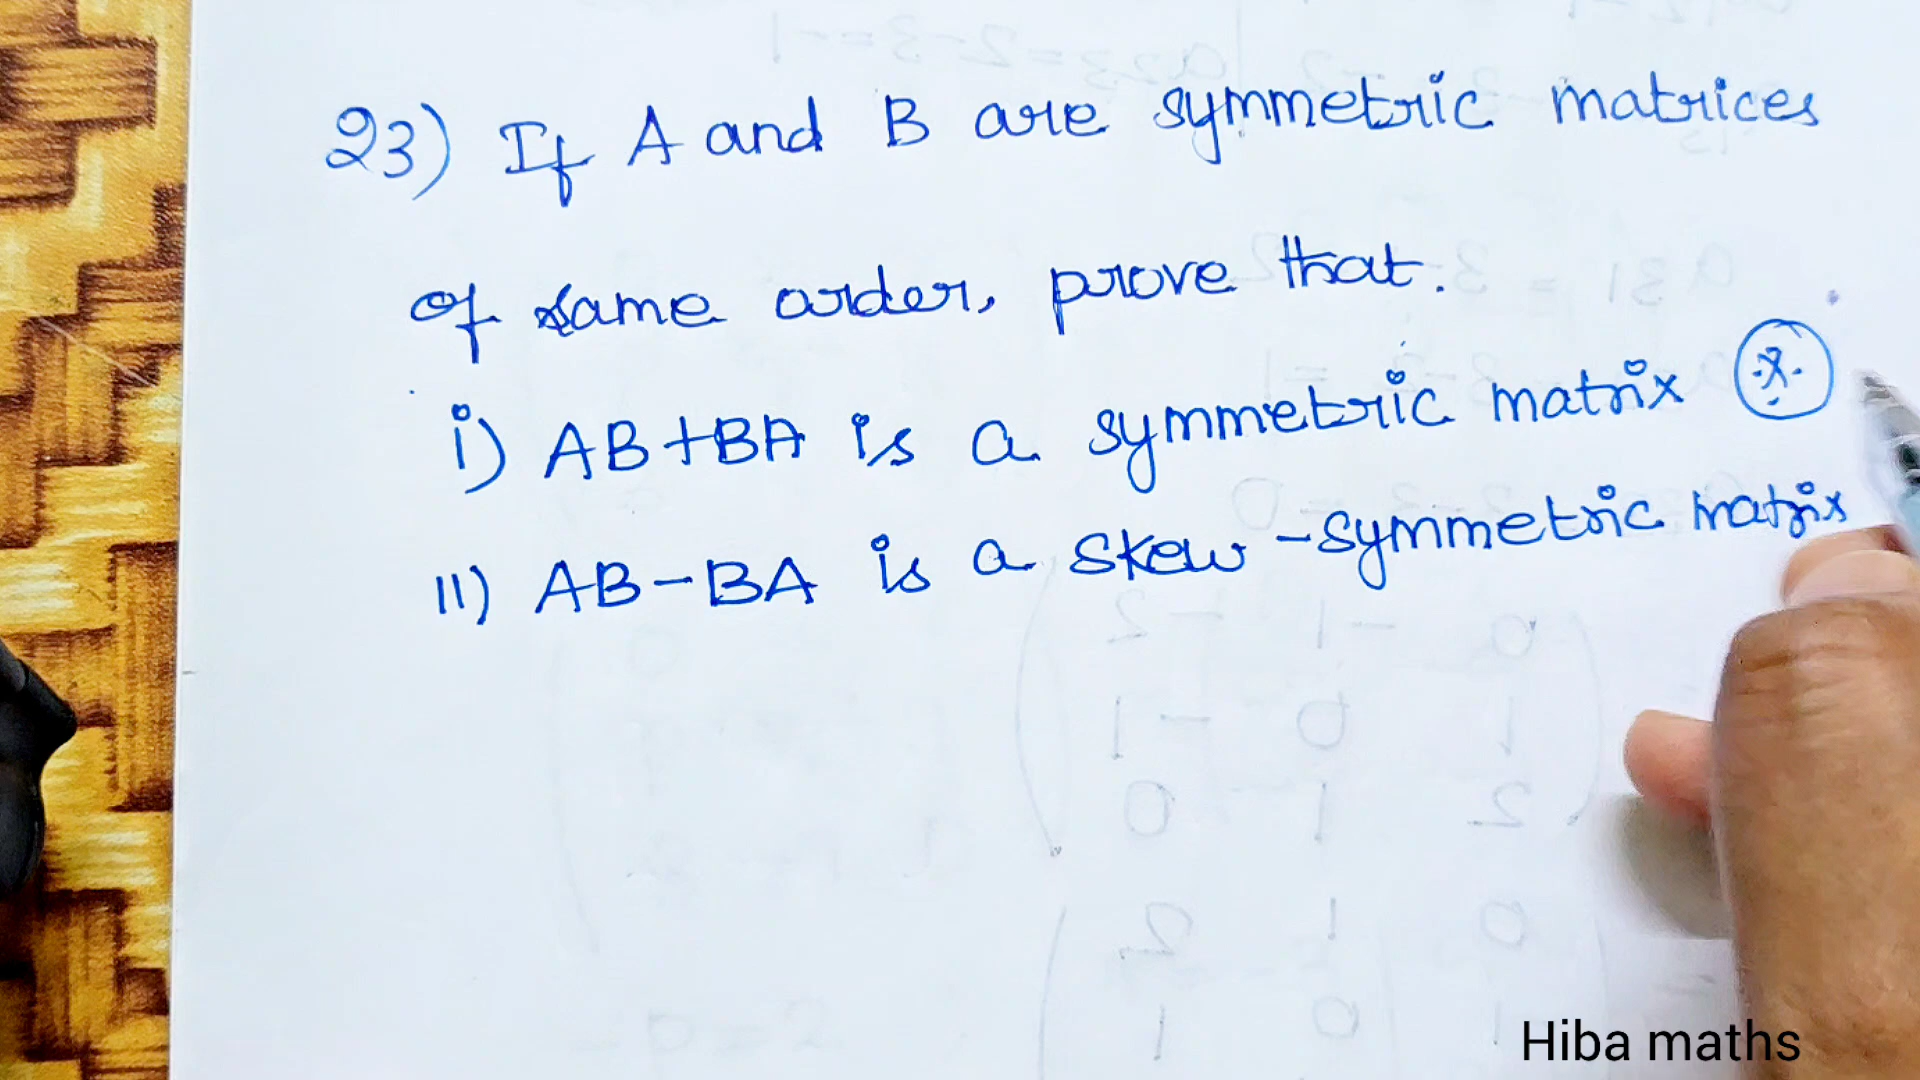 23) If A and B are symmetric matrices
of same order, prove that.
i) AB+BA is a symmetric matrix
ii) AB-BA is a skew-symmetric matrix
Hiba maths